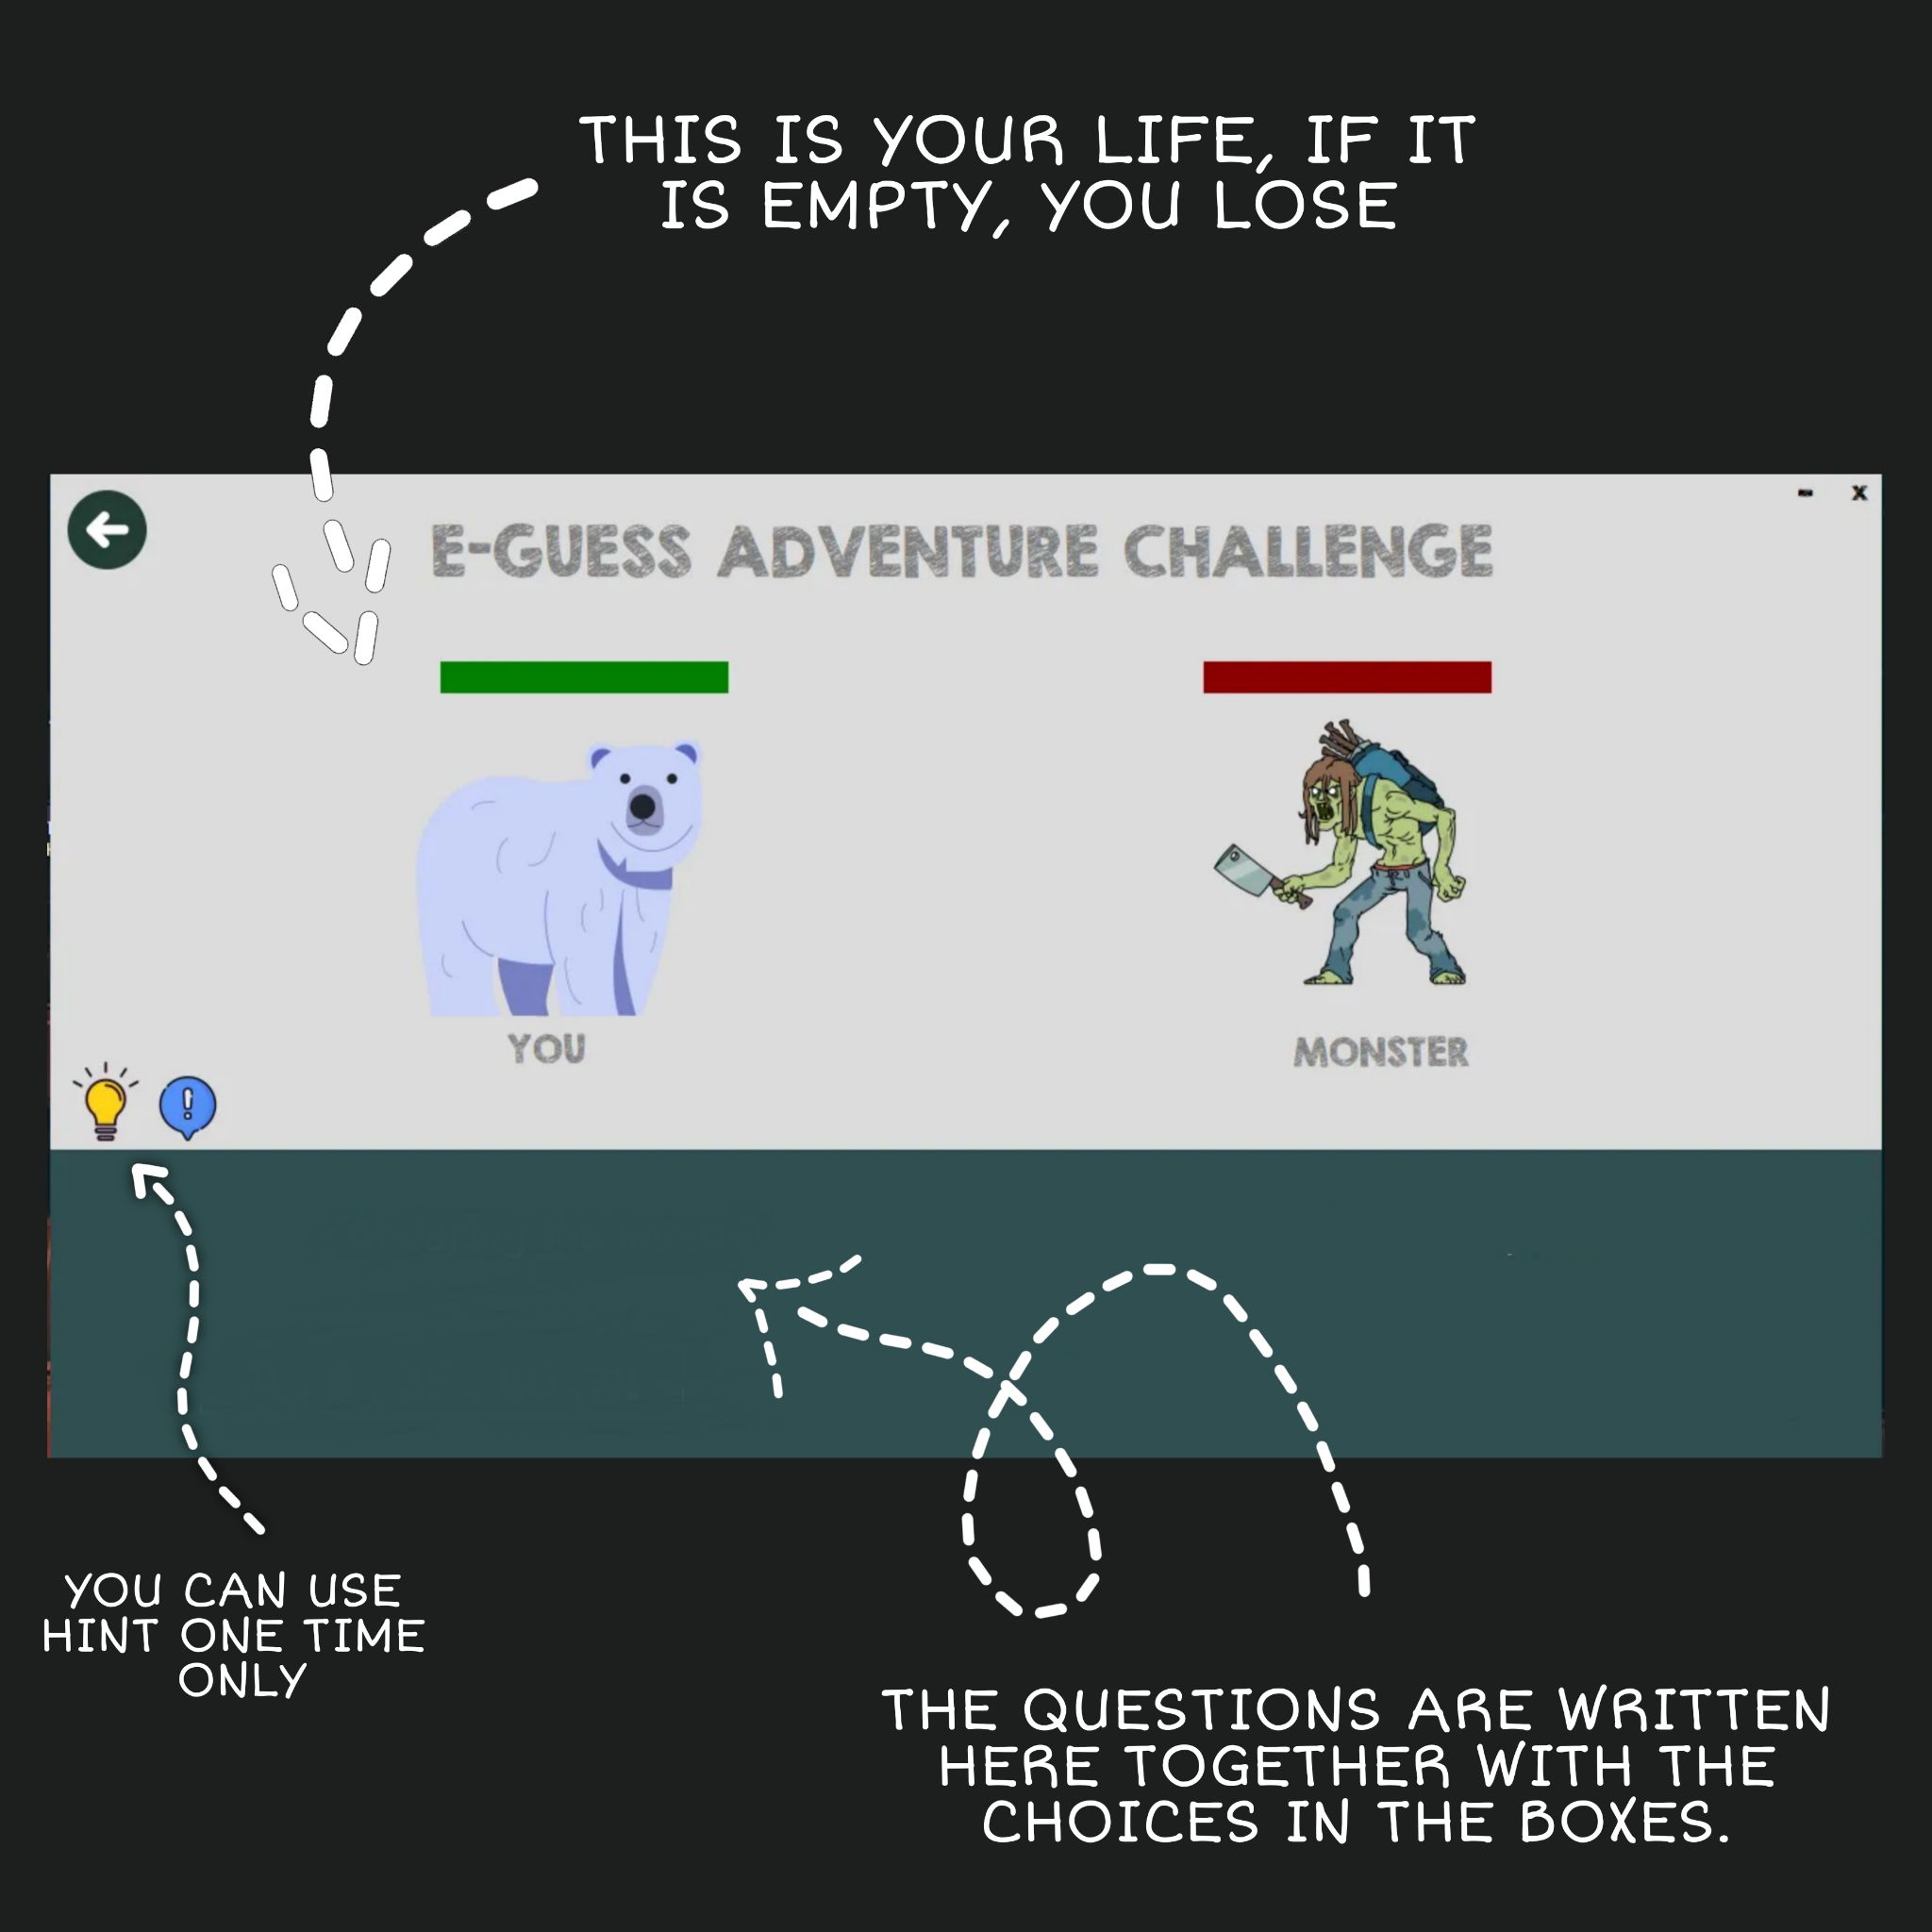 THIS IS YOUR LIFE, IF IT
IS EMPTY, YOU LOSE
- X
E-GUESS ADVENTURE CHALLENGE
YOU
MONSTER
!
YOU CAN USE
HINT ONE TIME
ONLY
THE QUESTIONS ARE WRITTEN
HERE TOGETHER WITH THE
CHOICES IN THE BOXES.